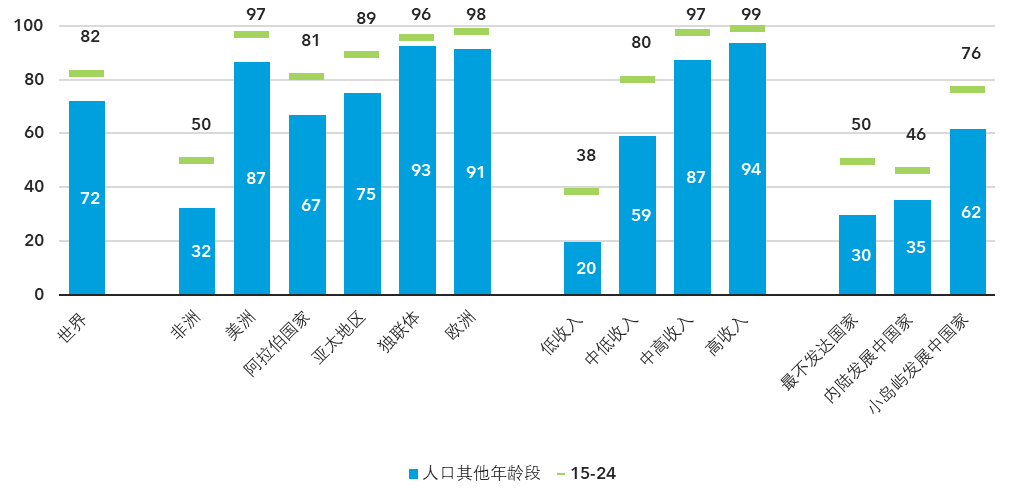 100
80
60
40
20
0
82
50
97
81
89
96
98
38
80
97
99
50
46
76
72
32
87
67
75
93
91
20
59
87
94
30
35
62
世界
非洲
美洲
阿拉伯国家
亚太地区
独联体
欧洲
低收入
中低收入
中高收入
高收入
最不发达国家
内陆发展中国家
小岛屿发展中国家
人口其他年龄段
15-24